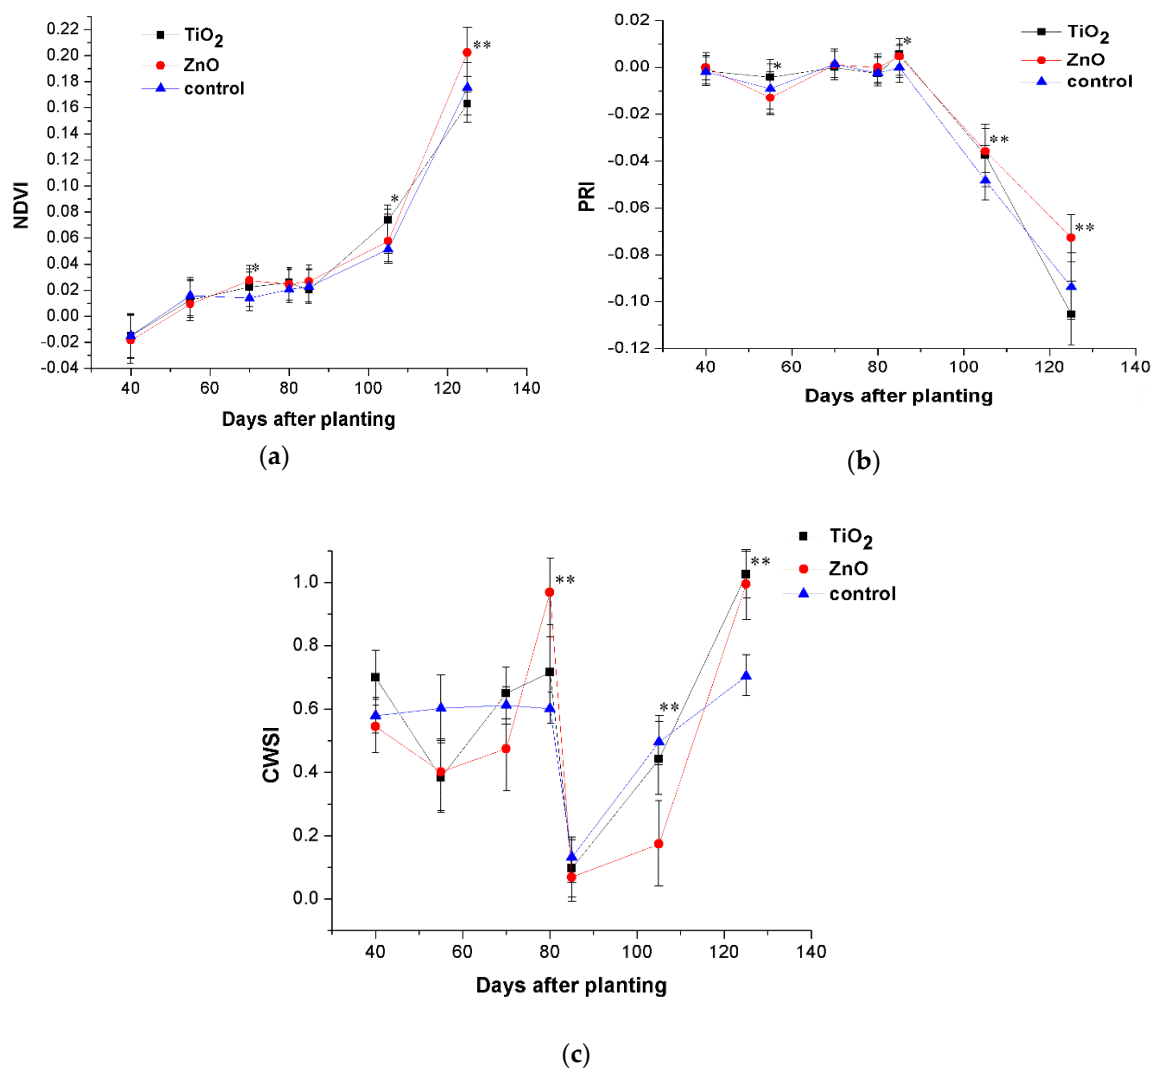 TiO2
ZnO
control
0.22
0.20
0.18
0.16
0.14
0.12
0.10
0.08
0.06
0.04
0.02
0.00
-0.02
-0.04
NDVI
*
*
**
40 60 80 100 120 140
Days after planting
(a)
TiO2
ZnO
control
0.02
0.00
-0.02
-0.04
-0.06
-0.08
-0.10
-0.12
PRI
*
*
**
**
40 60 80 100 120 140
Days after planting
(b)
TiO2
ZnO
control
1.0
0.8
0.6
0.4
0.2
0.0
CWSI
**
**
**
40 60 80 100 120 140
Days after planting
(c)